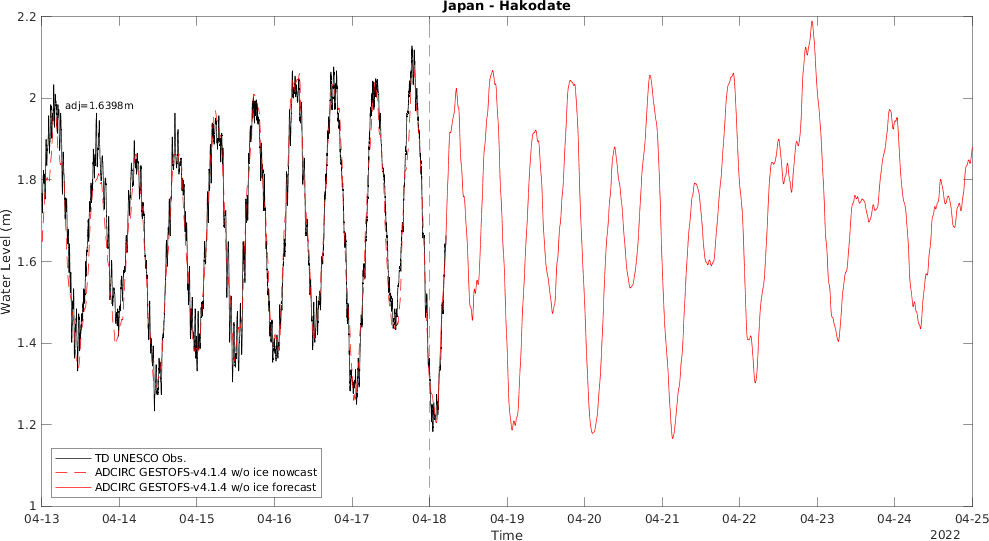 Japan - Hakodate
2.2
2
1.8
1.6
1.4
1.2
1
Water Level (m)
adj=1.6398m
TD UNESCO Obs.
ADCIRC GESTOFS-v4.1.4 w/o ice nowcast
ADCIRC GESTOFS-v4.1.4 w/o ice forecast
04-13 04-14 04-15 04-16 04-17 04-18 04-19 04-20 04-21 04-22 04-23 04-24 04-25
Time
2022